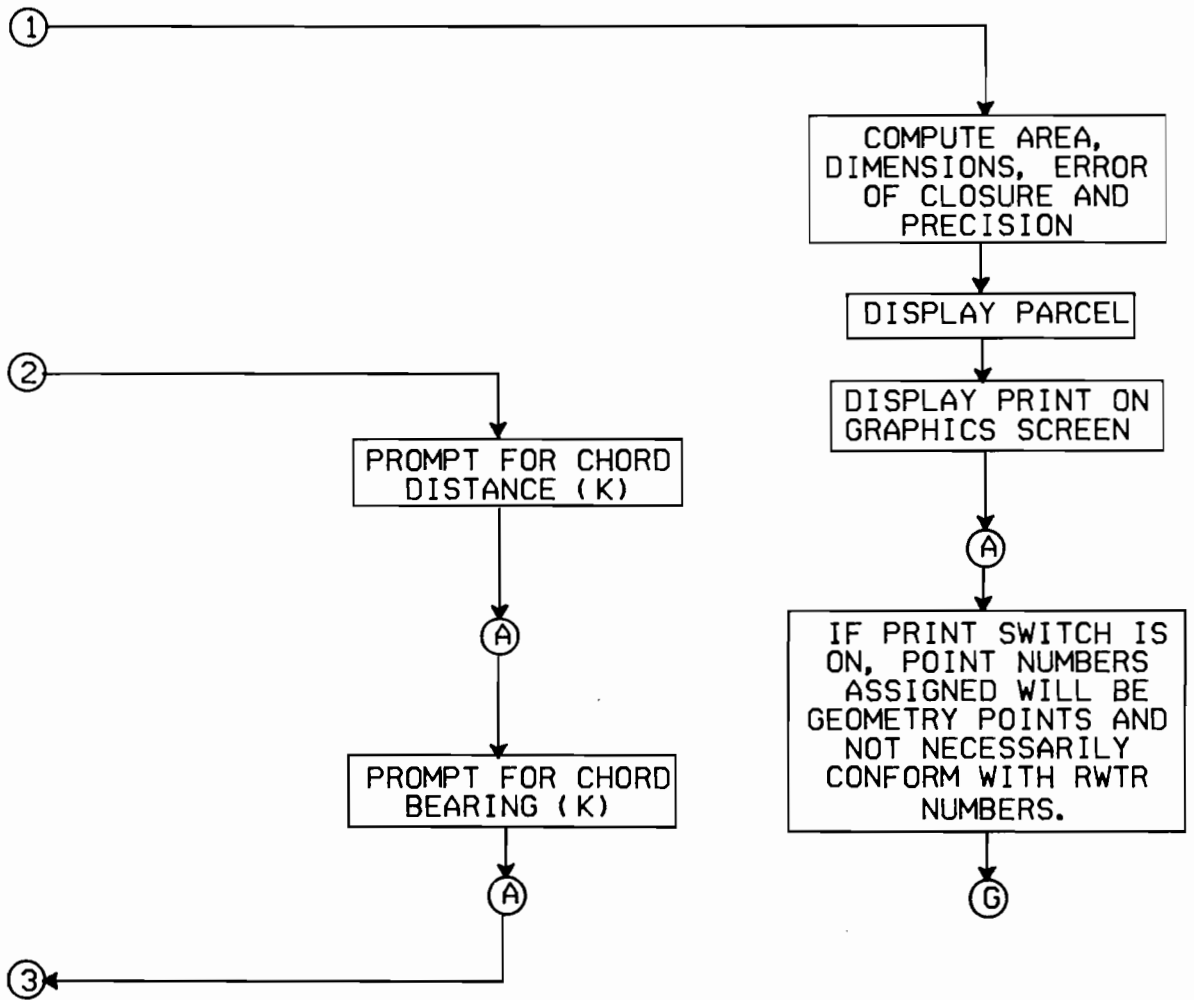 1
COMPUTE AREA,
DIMENSIONS, ERROR
OF CLOSURE AND
PRECISION
DISPLAY PARCEL
DISPLAY PRINT ON
GRAPHICS SCREEN
A
IF PRINT SWITCH IS
ON, POINT NUMBERS
ASSIGNED WILL BE
GEOMETRY POINTS AND
NOT NECESSARILY
CONFORM WITH RWTR
NUMBERS.
G
2
PROMPT FOR CHORD
DISTANCE (K)
A
PROMPT FOR CHORD
BEARING (K)
A
3